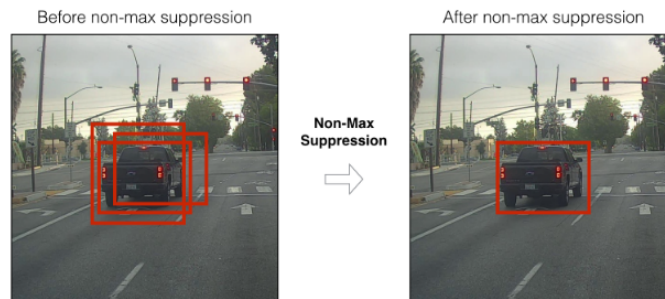 Before non-max suppression
After non-max suppression
Non-Max
Suppression